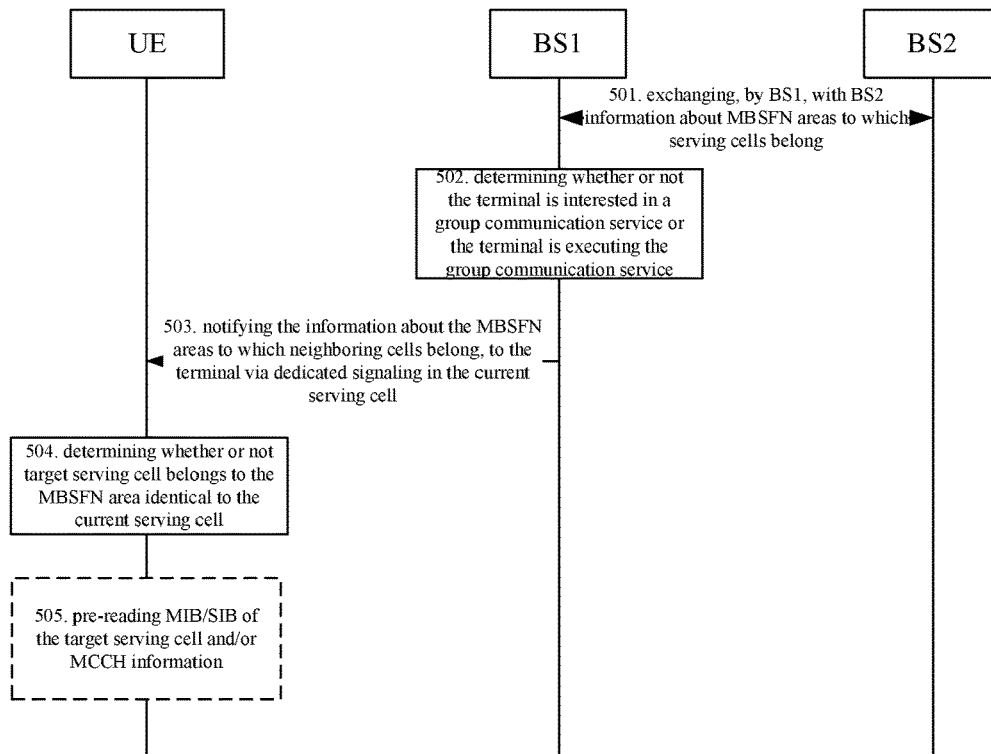 UE
BS1
BS2
501. exchanging, by BS1, with BS2
information about MBSFN areas to which
serving cells belong
502. determining whether or not
the terminal is interested in a
group communication service or
the terminal is executing the
group communication service
503. notifying the information about the MBSFN
areas to which neighboring cells belong, to the
terminal via dedicated signaling in the current
serving cell
504. determining whether or not
target serving cell belongs to the
MBSFN area identical to the
current serving cell
505. pre-reading MIB/SIB of
the target serving cell and/or
MCCH information